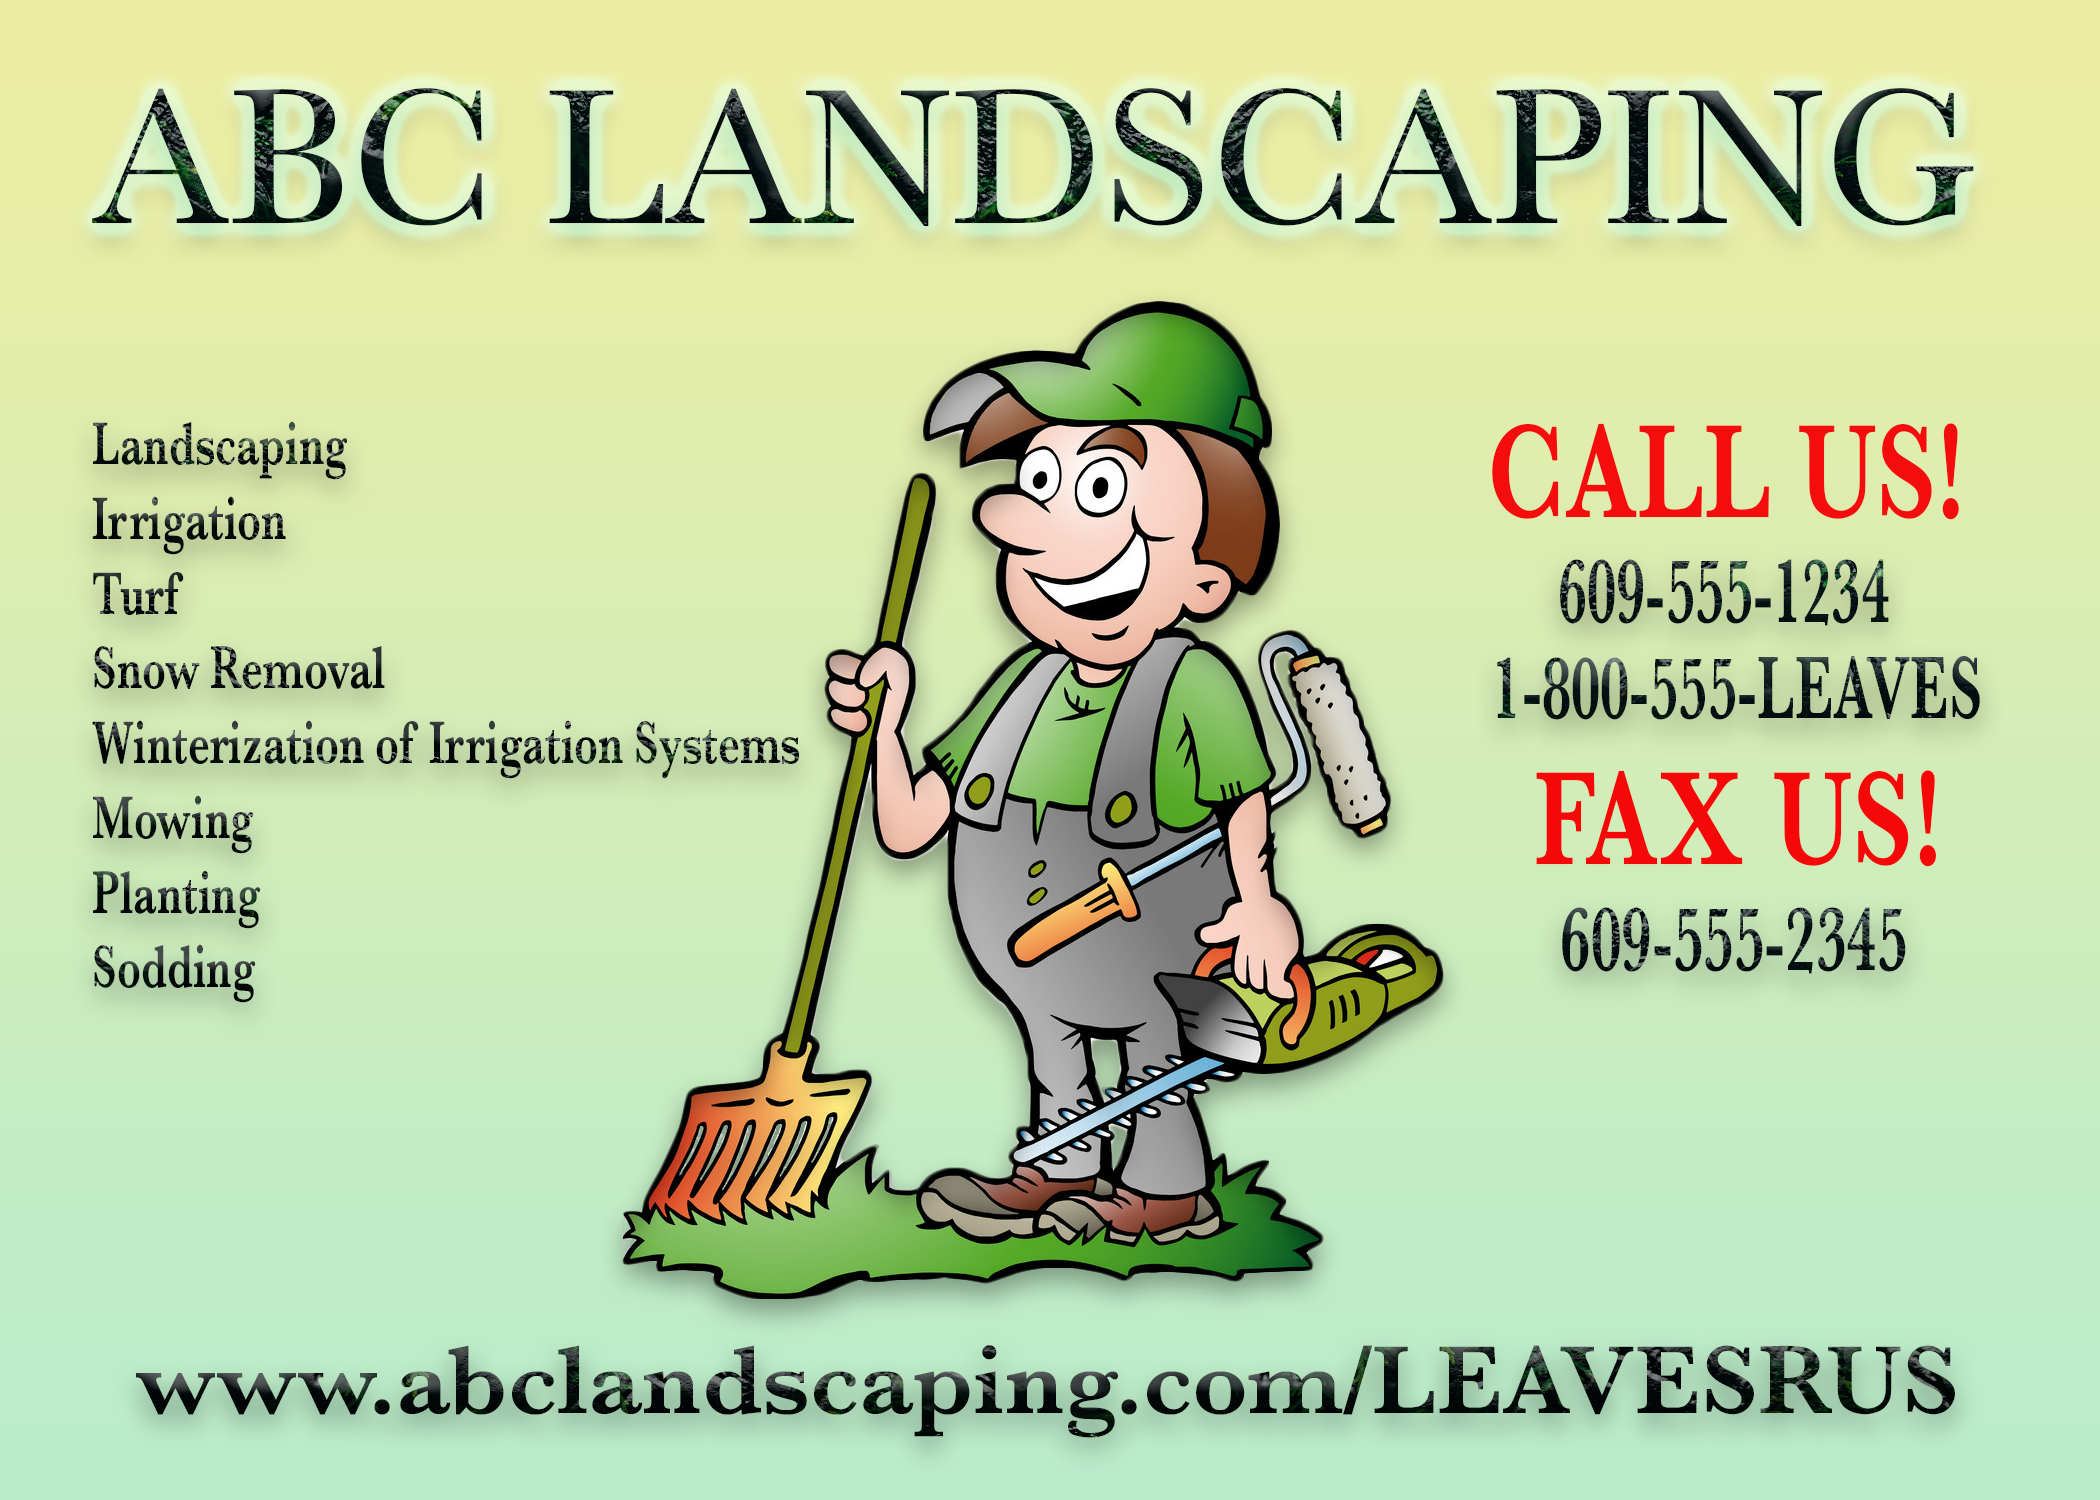 ABC LANDSCAPING
Landscaping
Irrigation
Turf
Snow Removal
Winterization of Irrigation Systems
Mowing
Planting
Sodding
CALL US!
609-555-1234
1-800-555-LEAVES
FAX US!
609-555-2345
www.abclandscaping.com/LEAVESRUS